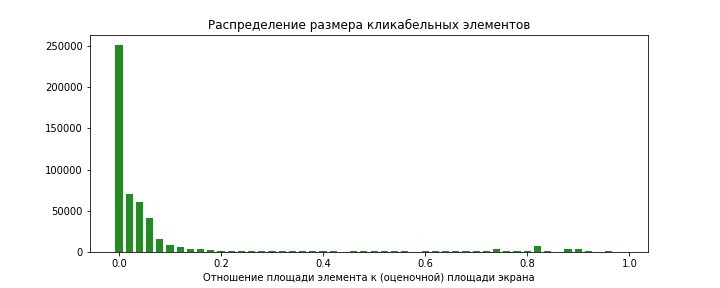 Распределение размера кликабельных элементов
250000
200000
150000
100000
50000
0
0.0 0.2 0.4 0.6 0.8 1.0
Отношение площади элемента к (оценочной) площади экрана